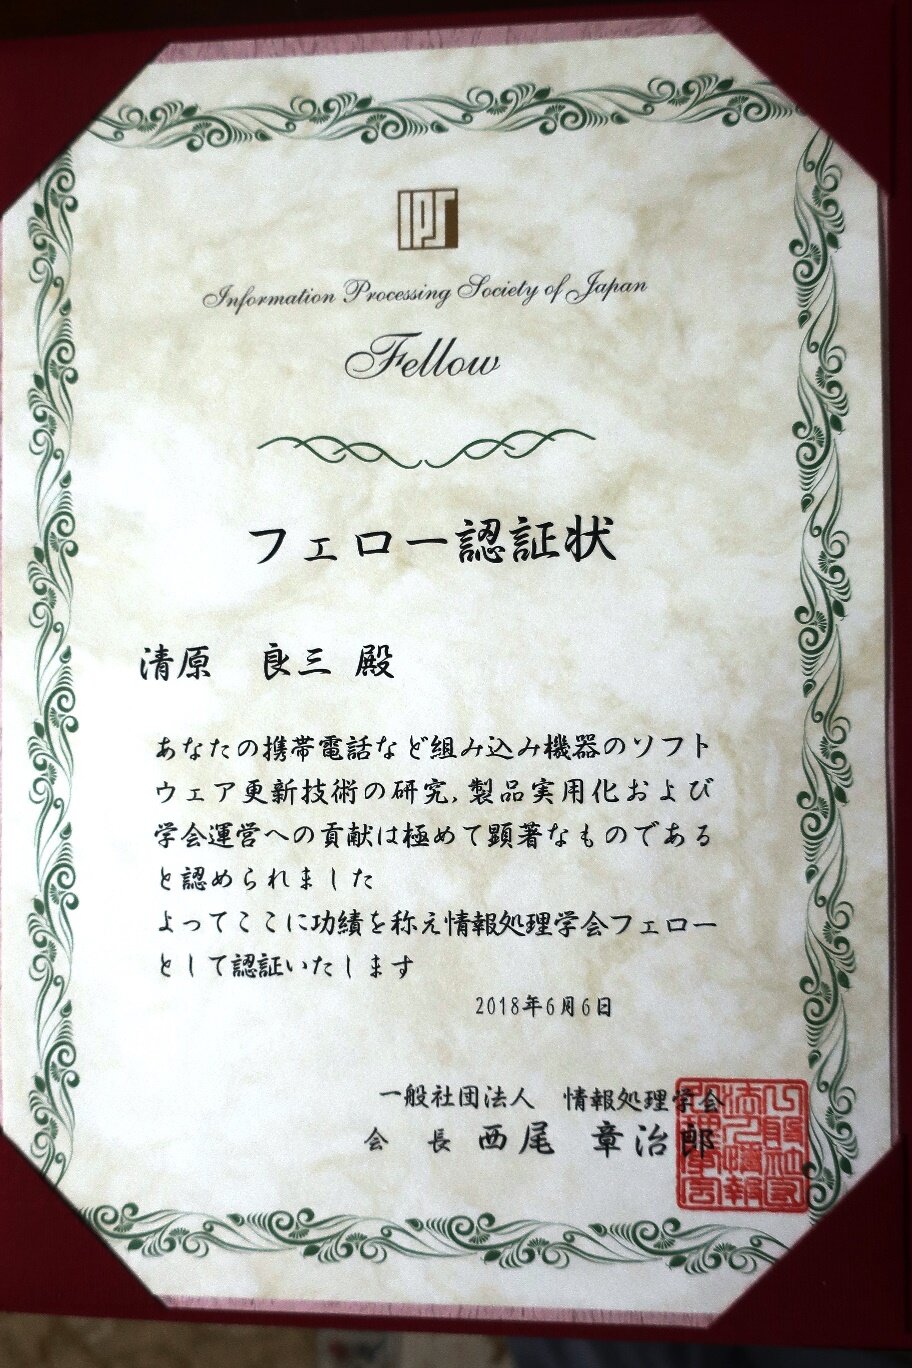 IPSJ
Information Processing Society of Japan
Fellow
フェロー認証状
清原 良三 殿
あなたの携帯電話など組み込み機器のソフト
ウェア更新技術の研究,製品実用化および
学会運営への貢献は極めて顕著なものである
と認められました
よってここに功績を称え情報処理学会フェロー
として認証いたします
2018年6月6日
一般社団法人 情報処理学会
会 長 西尾 章治郎